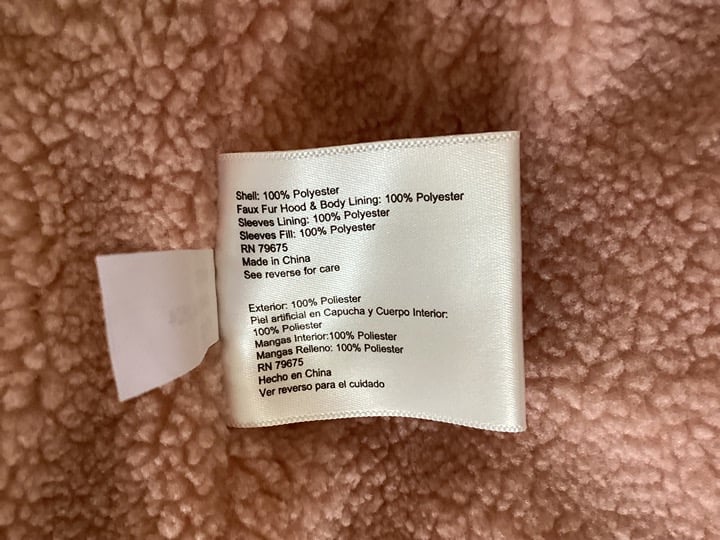 Shell: 100% Polyester
Faux Fur Hood & Body Lining: 100% Polyester
Sleeves Lining: 100% Polyester
Sleeves Fill: 100% Polyester
RN 79675
Made in China
See reverse for care
Exterior: 100% Poliester
Piel artificial en Capucha y Cuerpo Interior:
100% Poliester
Mangas Interior:100% Poliester
Mangas Relleno: 100% Poliester
RN 79675
Hecho en China
Ver reverso para el cuidado